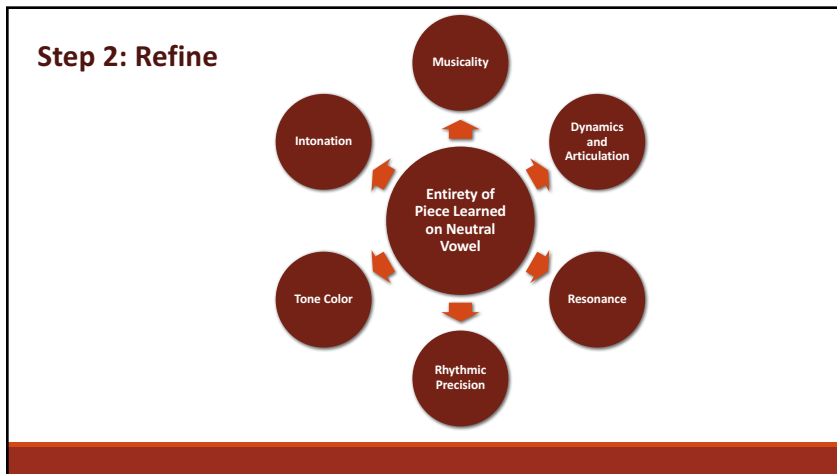 Step 2: Refine
Musicality
Dynamics
and
Articulation
Resonance
Rhythmic
Precision
Tone Color
Intonation
Entirety of
Piece Learned
on Neutral
Vowel